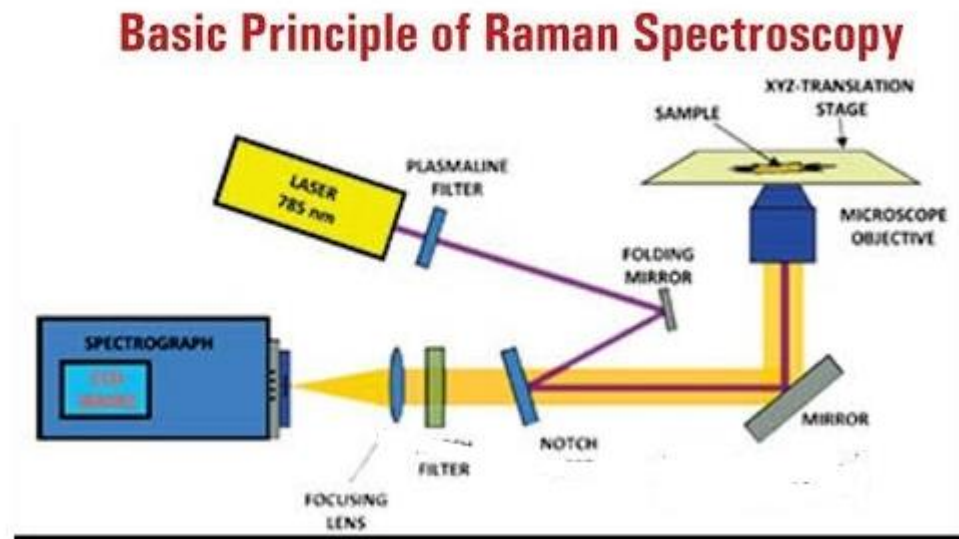 Basic Principle of Raman Spectroscopy
XYZ-TRANSLATION
STAGE
SAMPLE
PLASMALINE
FILTER
LASER
785 nm
MICROSCOPE
OBJECTIVE
FOLDING
MIRROR
SPECTROGRAPH
CCD
MIRROR
NOTCH
FILTER
FOCUSING
LENS